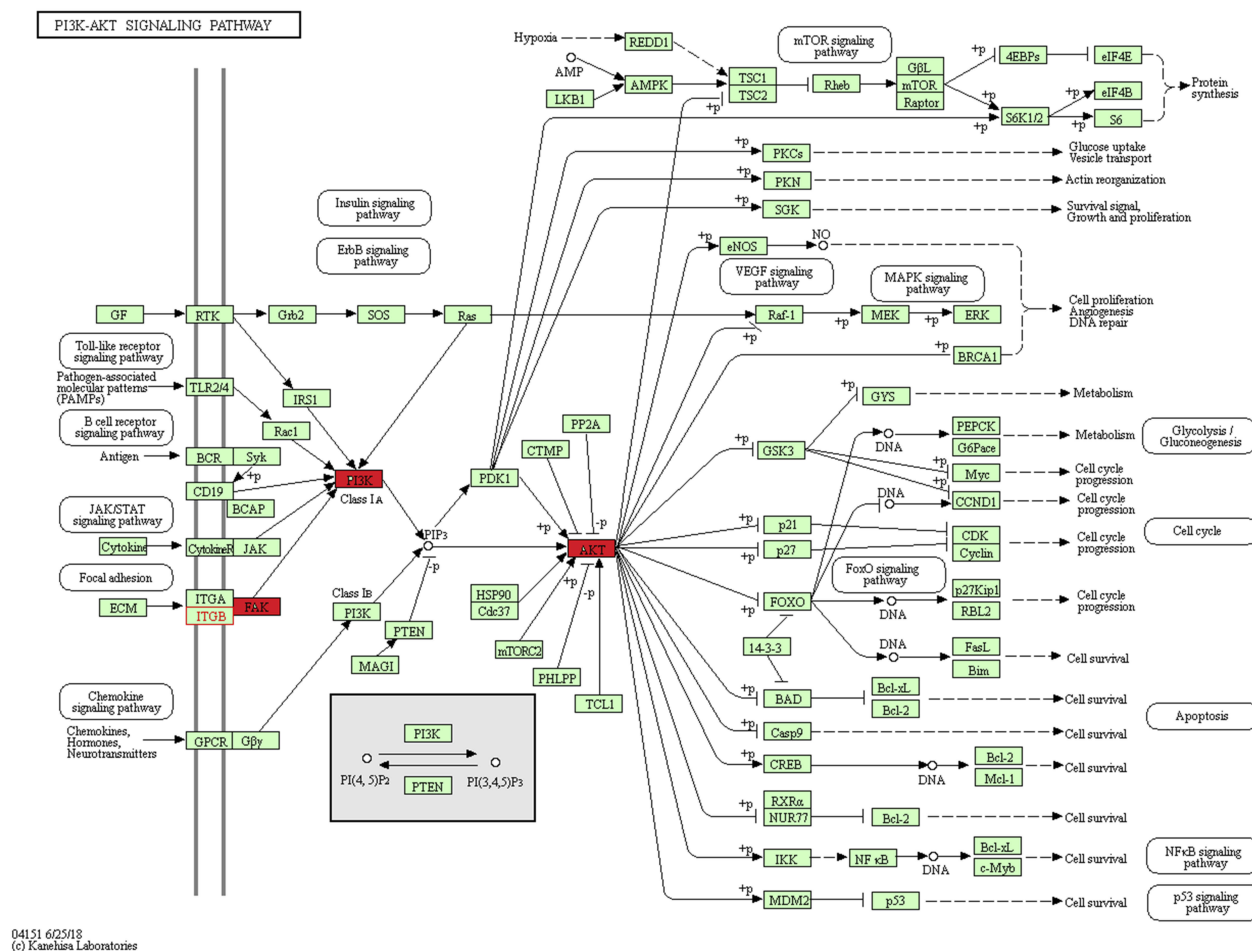 PI3K-AKT SIGNALING PATHWAY
Hypoxia
REDD1
AMP
LKB1
AMPK
TSC1
TSC2
+p
Rheb
mTOR signaling
pathway
GβL
mTOR
Raptor
+p
+p
+p
4EBPs
eIF4E
+p
eIF4B
S6K1/2
+p
S6
Protein
synthesis
+p
PKCs
Glucose uptake
Vesicle transport
+p
PKN
Actin reorganization
+p
SGK
Survival signal,
Growth and proliferation
Insulin signaling
pathway
ErbB signaling
pathway
+p
eNOS
NO
VEGF signaling
pathway
MAPK signaling
pathway
GF
RTK
Grb2
SOS
Ras
Raf-1
+p
+p
MEK
+p
ERK
Cell proliferation
Angiogenesis
DNA repair
+p
BRCA1
Toll-like receptor
signaling pathway
Pathogen-associated
molecular patterns
(PAMPs)
TLR2/4
IRS1
Rac1
B cell receptor
signaling pathway
Antigen
BCR
Syk
+p
CD19
BCAP
PI3K
Class IA
JAK/STAT
signaling pathway
Cytokine
CytokineR
JAK
Focal adhesion
ECM
ITGA
ITGB
FAK
Chemokine
signaling pathway
Chemokines,
Hormones,
Neurotransmitters
GPCR
Gβγ
PDK1
CTMP
PP2A
PIP3
-p
+p
-p
AKT
+p
-p
Class IB
PI3K
PTEN
MAGI
HSP90
Cdc37
mTORC2
PHLPP
TCL1
PI3K
PI(4, 5)P2
PI(3,4,5)P3
PTEN
+p
GYS
Metabolism
+p
GSK3
DNA
PEPCK
G6Pace
Metabolism
Glycolysis /
Gluconeogenesis
+p
Myc
Cell cycle
progression
+p
DNA
CCND1
Cell cycle
progression
+p
p21
+p
p27
CDK
Cyclin
Cell cycle
progression
Cell cycle
FoxO signaling
pathway
+p
FOXO
DNA
p27Kip1
RBL2
Cell cycle
progression
14-3-3
DNA
FasL
Bim
Cell survival
+p
BAD
Bcl-xL
Bcl-2
Cell survival
Apoptosis
+p
Casp9
Cell survival
+p
CREB
DNA
Bcl-2
Mcl-1
Cell survival
+p
RXRα
NUR77
Bcl-2
Cell survival
+p
IKK
NFκB
DNA
Bcl-xL
c-Myb
Cell survival
NFκB signaling
pathway
+p
MDM2
p53
Cell survival
p53 signaling
pathway
04151 6/25/18
(c) Kanehisa Laboratories